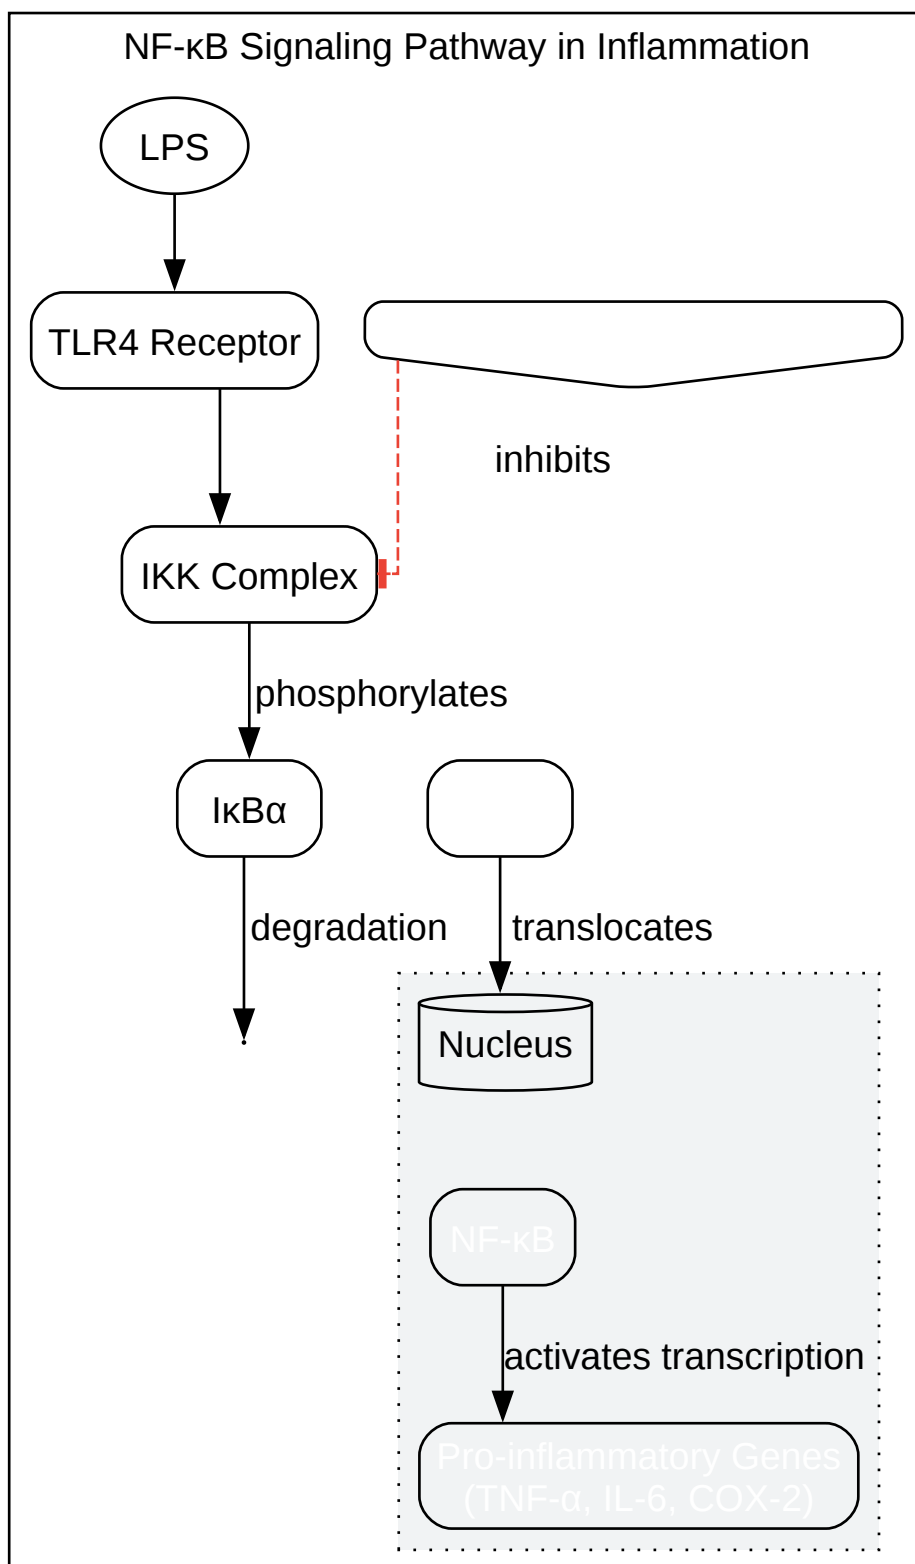 NF-κB Signaling Pathway in Inflammation
LPS
TLR4 Receptor
inhibits
IKK Complex
phosphorylates
IκBα
degradation
translocates
Nucleus
NF-κB
activates transcription
Pro-inflammatory Genes
(TNF-α, IL-6, COX-2)